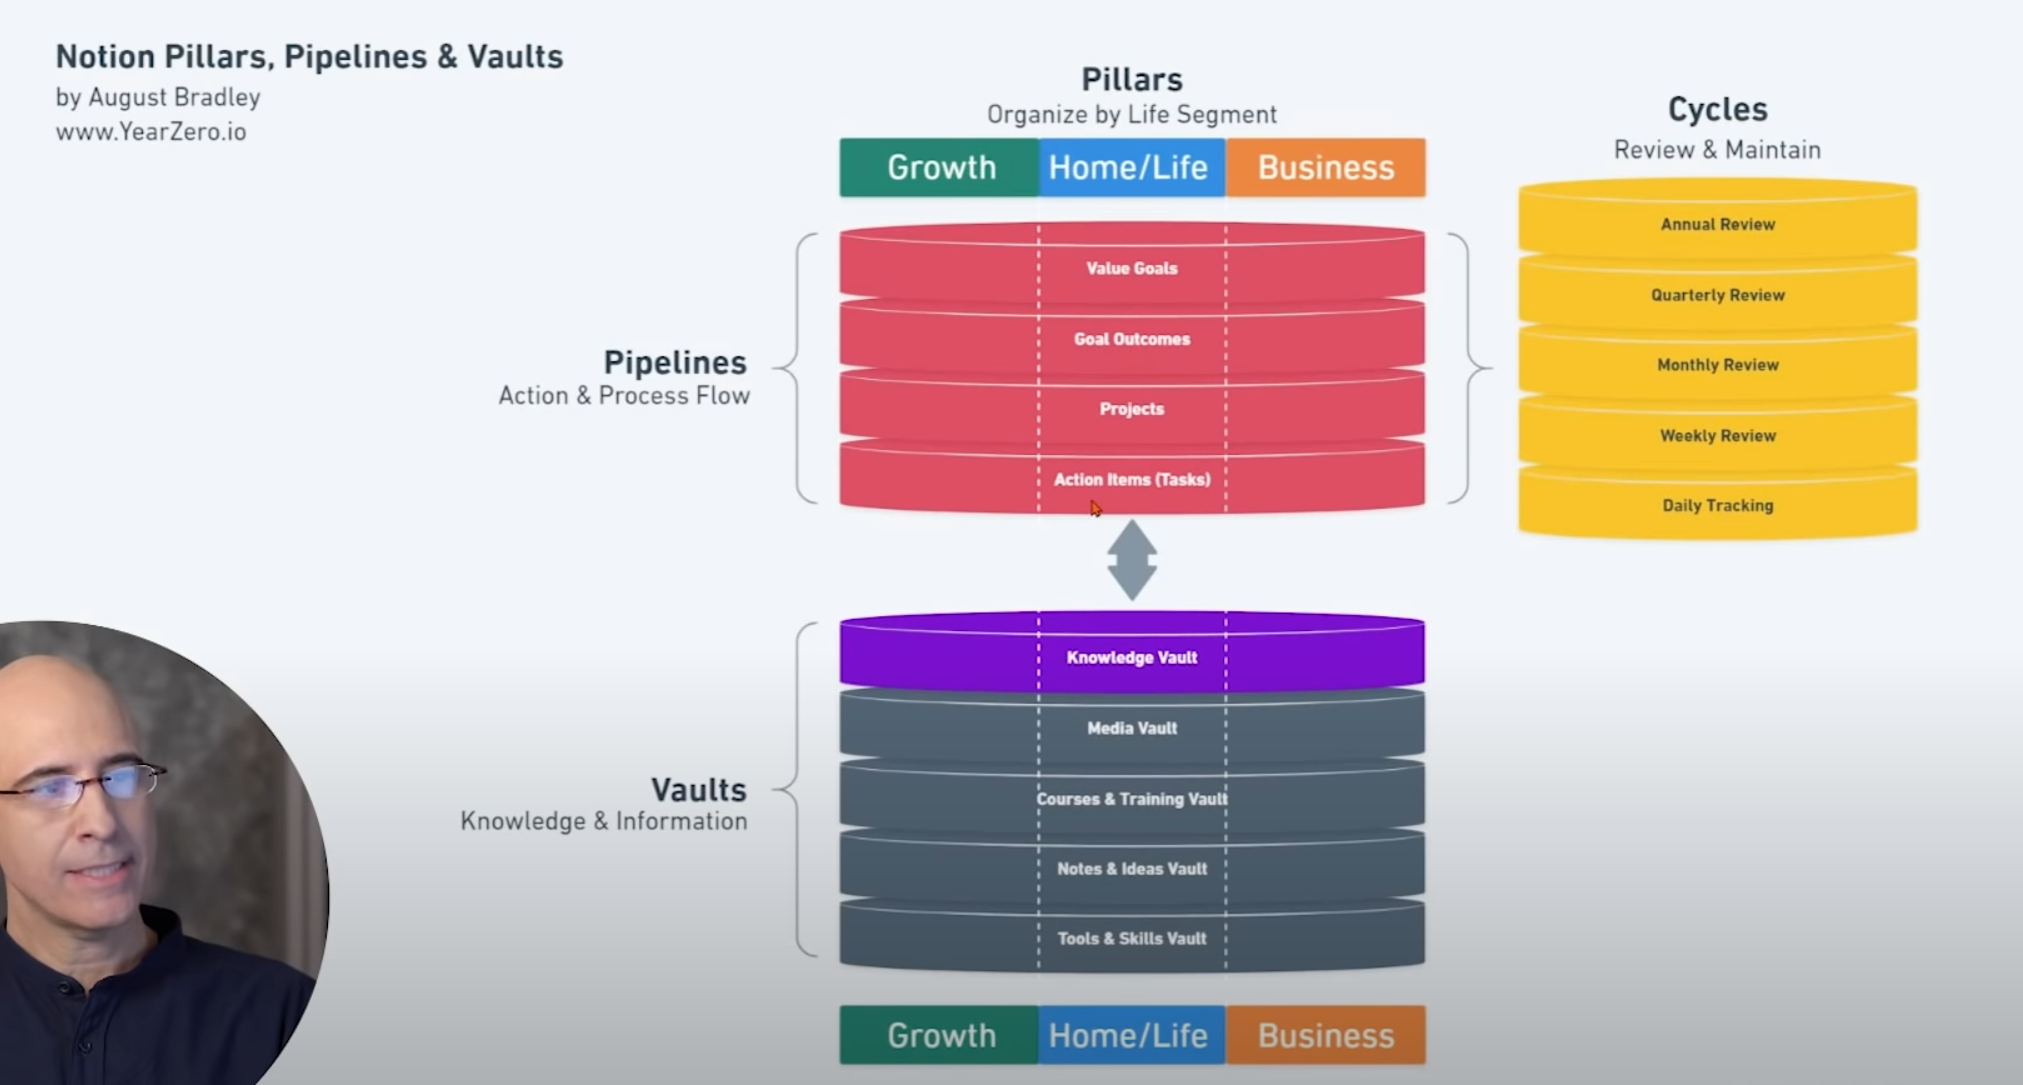 Notion Pillars, Pipelines & Vaults
by August Bradley
www.YearZero.io
Pillars
Organize by Life Segment
Growth
Home/Life
Business
Cycles
Review & Maintain
Annual Review
Quarterly Review
Monthly Review
Weekly Review
Daily Tracking
Pipelines
Action & Process Flow
Value Goals
Goal Outcomes
Projects
Action Items (Tasks)
Vaults
Knowledge & Information
Knowledge Vault
Media Vault
Courses & Training Vault
Notes & Ideas Vault
Tools & Skills Vault
Growth
Home/Life
Business